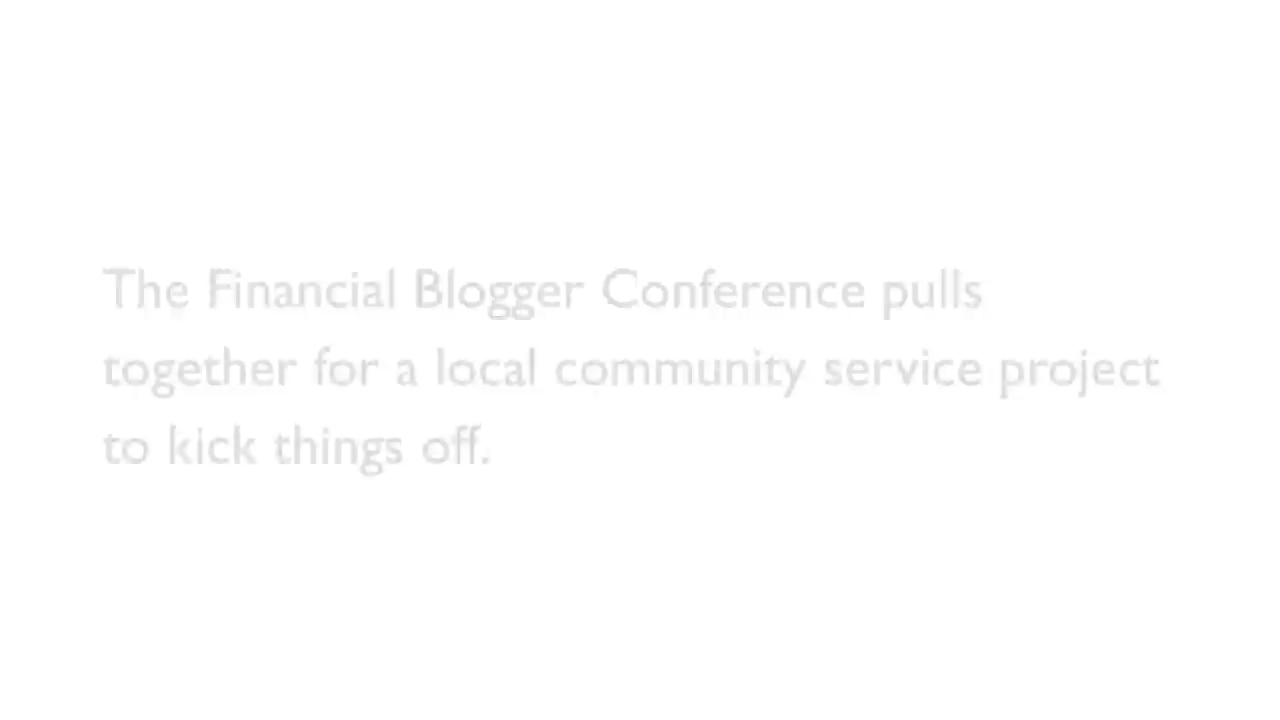 The Financial Blogger Conference pulls
together for a local community service project
to kick things off.